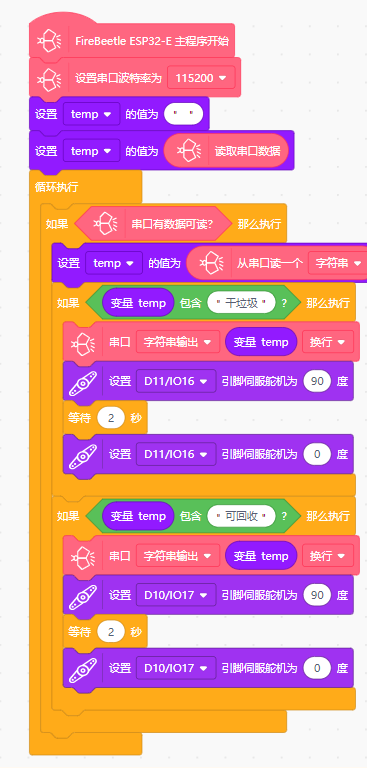 FireBeetle ESP32-E 主程序开始
设置串口波特率为 115200
设置 temp 的值为 " "
设置 temp 的值为 读取串口数据
循环执行
如果 串口有数据可读? 那么执行
设置 temp 的值为 从串口读一个 字符串
如果 变量 temp 包含 "干垃圾" ? 那么执行
串口 字符串输出 变量 temp 换行
设置 D11/IO16 引脚伺服舵机为 90 度
等待 2 秒
设置 D11/IO16 引脚伺服舵机为 0 度
如果 变量 temp 包含 "可回收" ? 那么执行
串口 字符串输出 变量 temp 换行
设置 D10/IO17 引脚伺服舵机为 90 度
等待 2 秒
设置 D10/IO17 引脚伺服舵机为 0 度